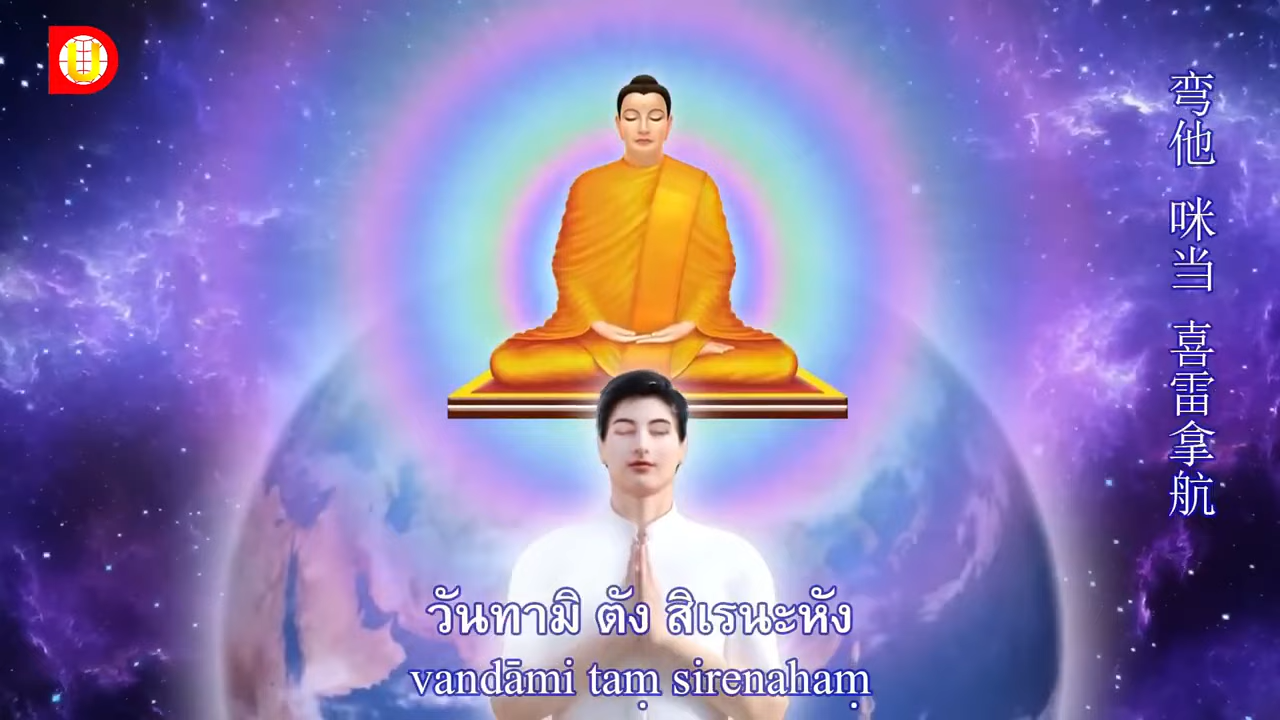 U
弯他 咪当 喜雷拿航
วันทามิ ตัง สิเรนะหัง
vandāmi taṃ sirenahaṃ